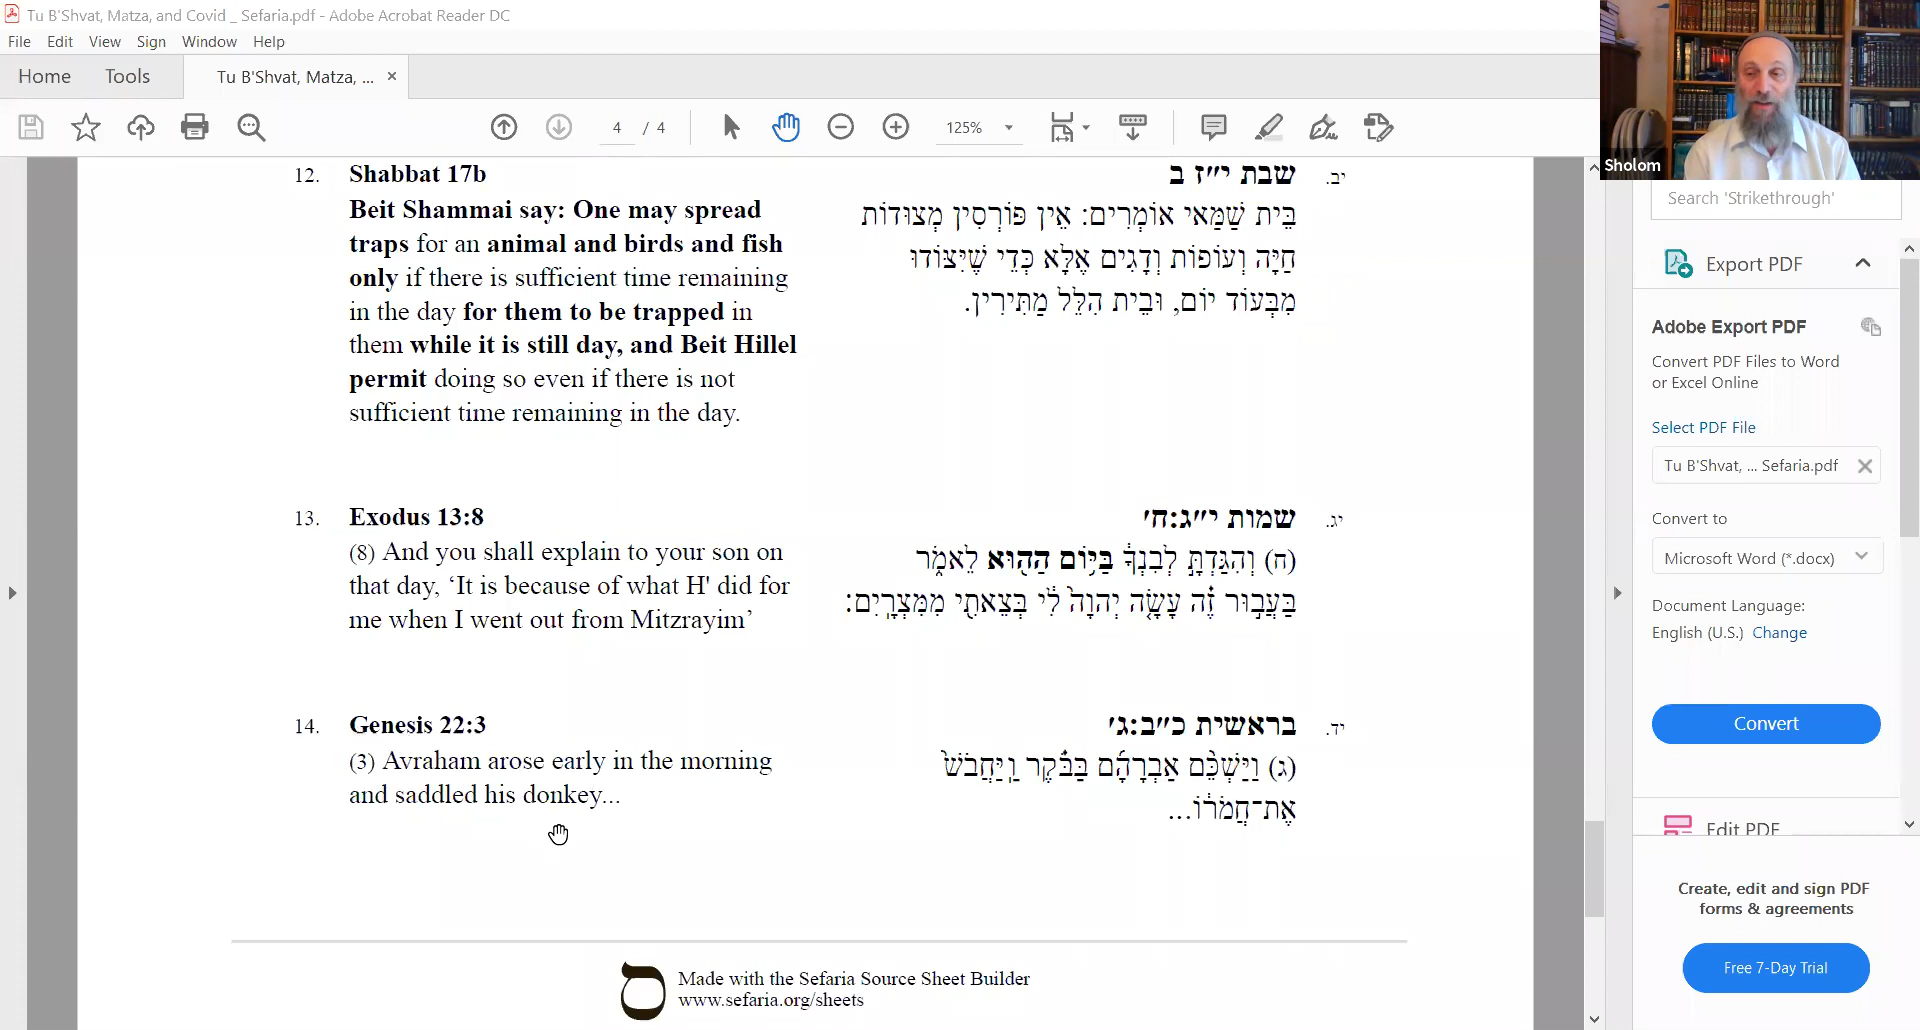 Tu B'Shvat, Matza, and Covid _ Sefaria.pdf - Adobe Acrobat Reader DC
File Edit View Sign Window Help
Home Tools Tu B'Shvat, Matza, ... ×
4 / 4 125%
Sholom
12. Shabbat 17b
Beit Shammai say: One may spread
traps for an animal and birds and fish
only if there is sufficient time remaining
in the day for them to be trapped in
them while it is still day, and Beit Hillel
permit doing so even if there is not
sufficient time remaining in the day.
יב. שבת י״ז ב
בֵּית שַׁמַּאי אוֹמְרִים: אֵין פּוֹרְסִין מְצוּדוֹת
חַיָּה וְעוֹפוֹת וְדָגִים אֶלָּא כְּדֵי שֶׁיִּצּוֹדוּ
מִבְּעוֹד יוֹם, וּבֵית הִלֵּל מַתִּירִין.
13. Exodus 13:8
(8) And you shall explain to your son on
that day, ‘It is because of what H' did for
me when I went out from Mitzrayim’
יג. שמות י״ג:ח׳
(ח) וְהִגַּדְתָּ֣ לְבִנְךָ֔ בַּיּ֥וֹם הַה֖וּא לֵאמֹ֑ר
בַּעֲב֣וּר זֶ֗ה עָשָׂ֤ה יְהוָה֙ לִ֔י בְּצֵאתִ֖י מִמִּצְרָֽיִם׃
14. Genesis 22:3
(3) Avraham arose early in the morning
and saddled his donkey...
יד. בראשית כ״ב:ג׳
(ג) וַיַּשְׁכֵּ֨ם אַבְרָהָ֜ם בַּבֹּ֗קֶר וַֽיַּחֲבֹשׁ֙
אֶת־חֲמֹר֔וֹ...
Made with the Sefaria Source Sheet Builder
www.sefaria.org/sheets
Search 'Strikethrough'
Export PDF
Adobe Export PDF
Convert PDF Files to Word
or Excel Online
Select PDF File
Tu B'Shvat, ... Sefaria.pdf ×
Convert to
Microsoft Word (*.docx)
Document Language:
English (U.S.) Change
Convert
Edit PDF
Create, edit and sign PDF
forms & agreements
Free 7-Day Trial